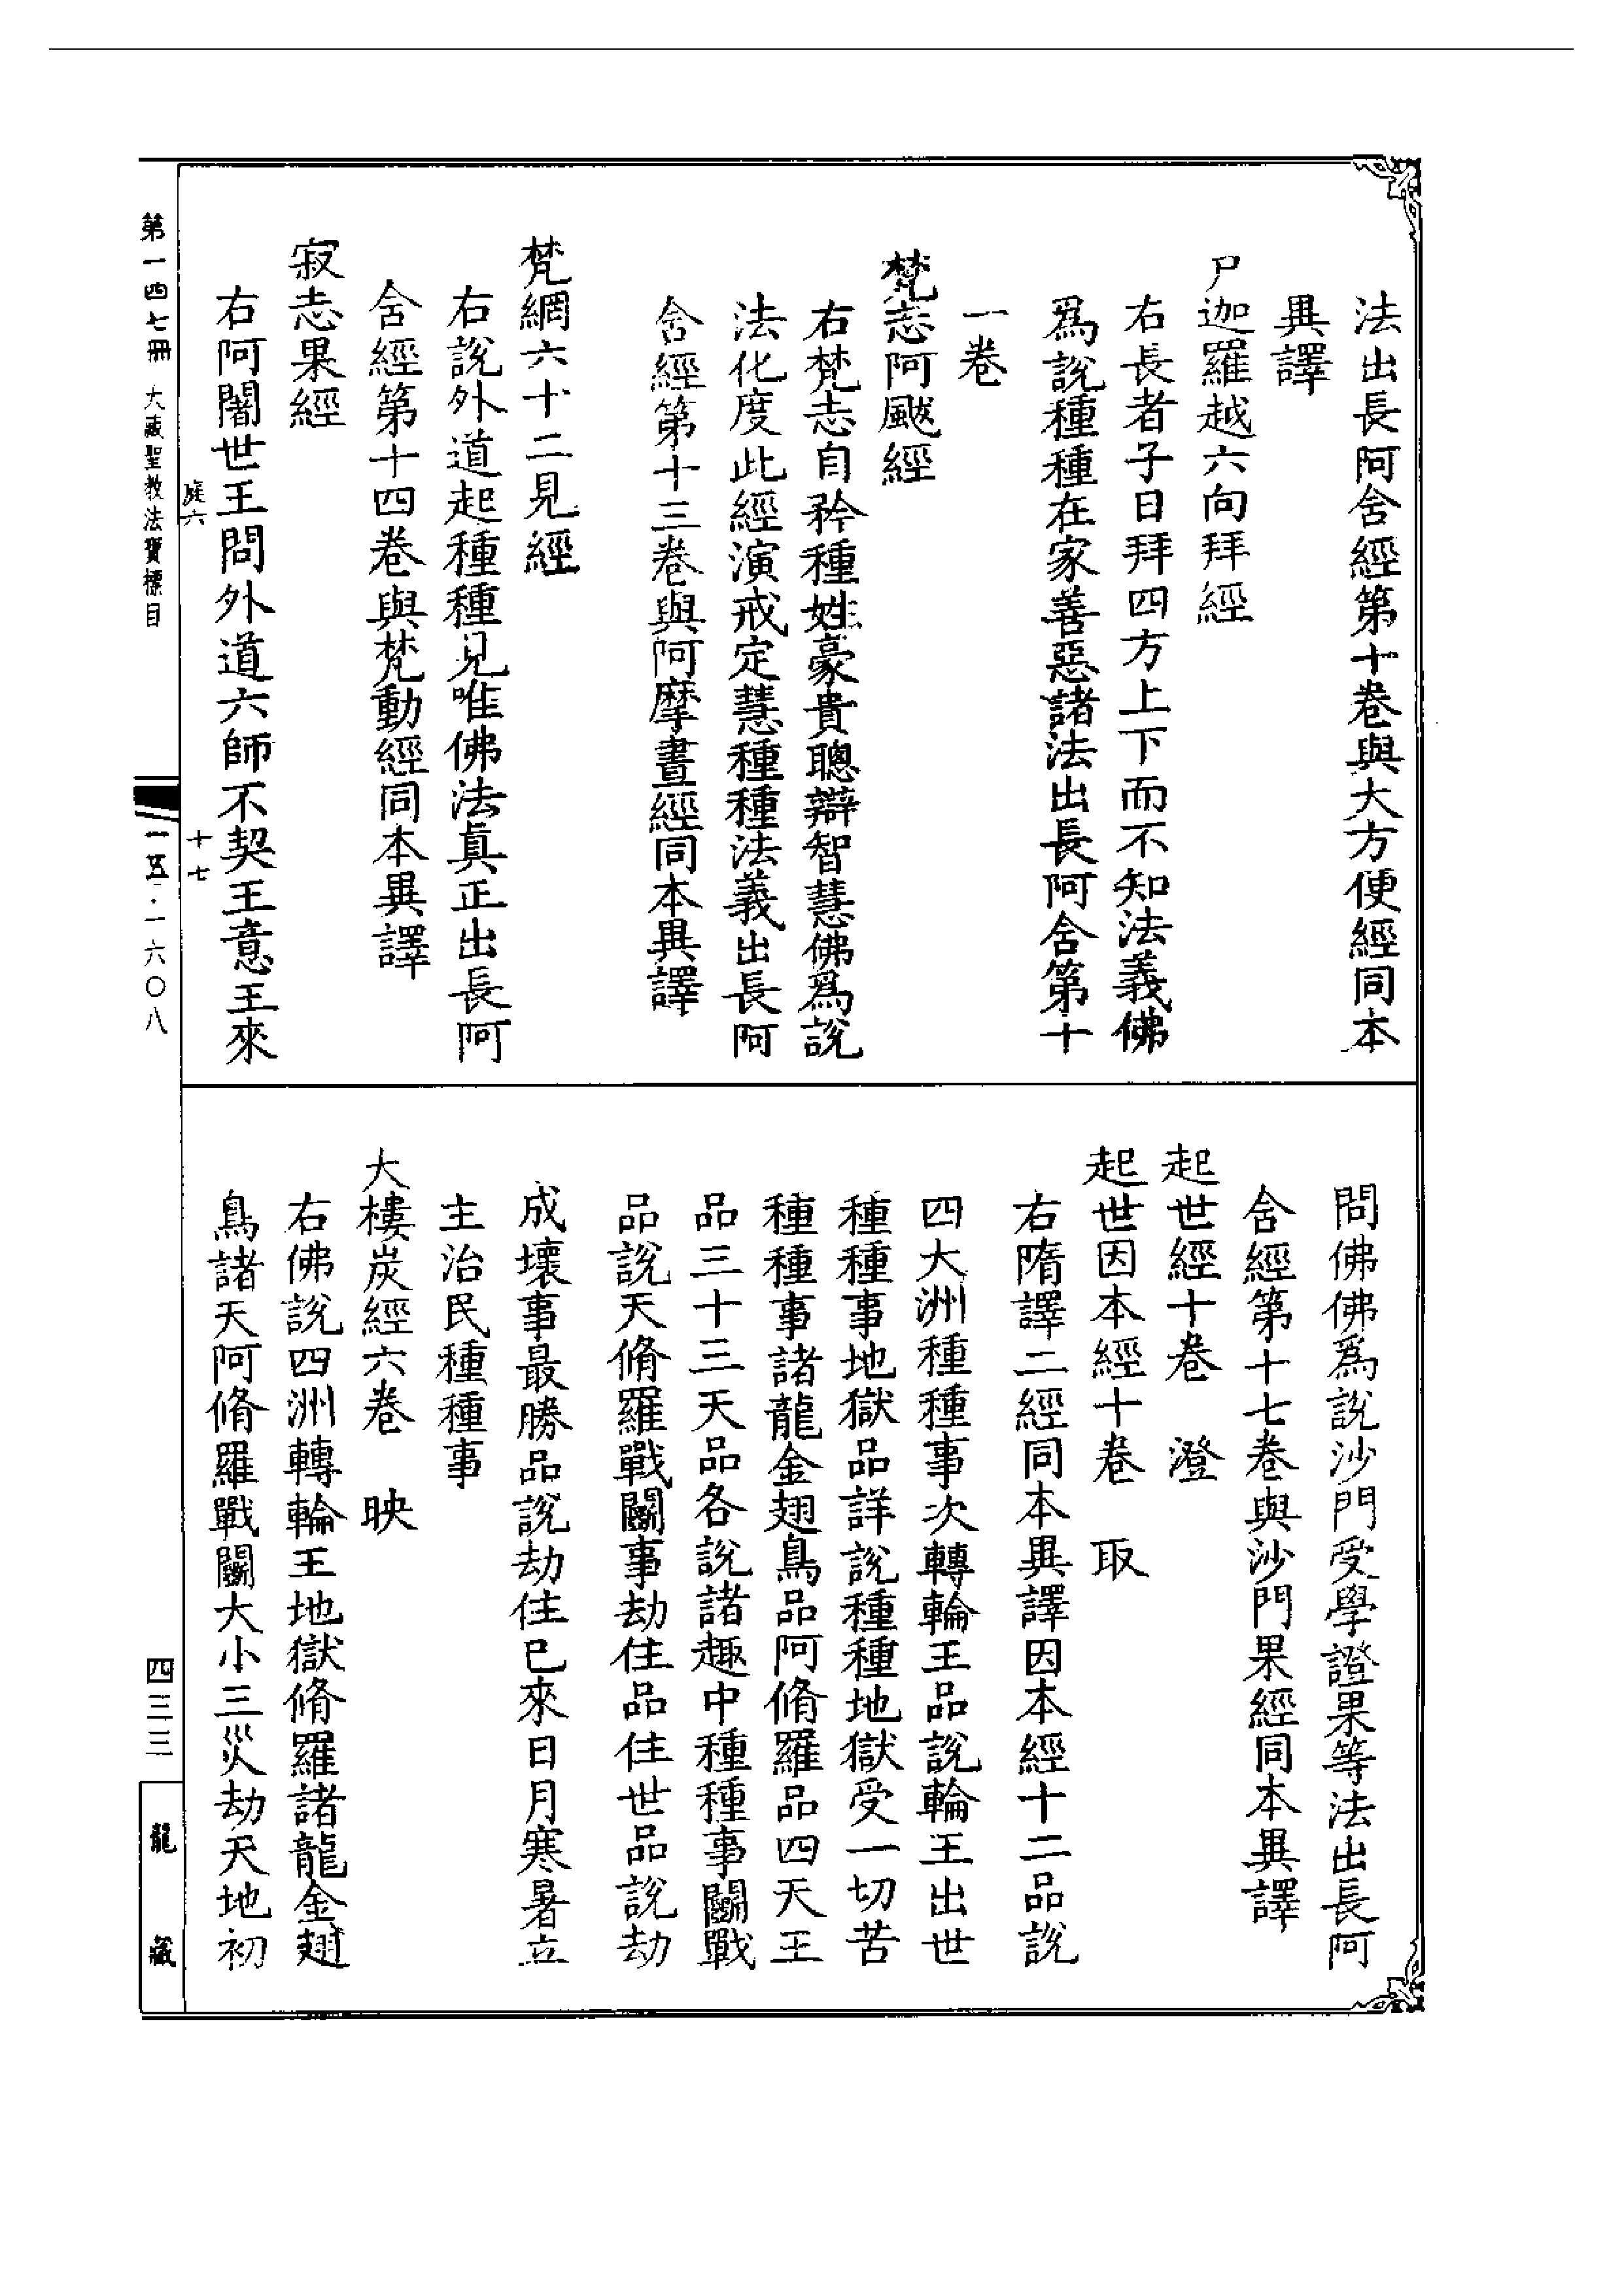 法出長阿含經第十卷與大方便經同本
異譯
尸迦羅越六向拜經
右長者子日拜四方上下而不知法義佛
爲說種種在家善惡諸法出長阿含第十
一卷
梵志阿颰經
右梵志自矜種姓豪貴聰辯智慧佛爲說
法化度此經演戒定慧種種法義出長阿
含經第十三卷與阿摩晝經同本異譯
梵網六十二見經
右說外道起種種見唯佛法真正出長阿
含經第十四卷與梵動經同本異譯
寂志果經
右阿闍世王問外道六師不契王意王來
問佛佛爲說沙門受學證果等法出長阿
含經第十七卷與沙門果經同本異譯
起世經十卷 澄
起世因本經十卷 取
右隋譯二經同本異譯因本經十二品說
四大洲種種事次轉輪王品說輪王出世
種種事地獄品詳說種種地獄受一切苦
種種事諸龍金翅鳥品阿脩羅品四天王
品三十三天品各說諸趣中種種事鬭戰
品說天脩羅戰鬭事劫住品住世品說劫
成壞事最勝品說劫住已來日月寒暑立
主治民種種事
大樓炭經六卷 映
右佛說四洲轉輪王地獄脩羅諸龍金翅
鳥諸天阿脩羅戰鬭大小三災劫天地初
庭六
十七
第一四七冊 大藏聖教法寶標目
一五·一六〇八
四三三
龍藏